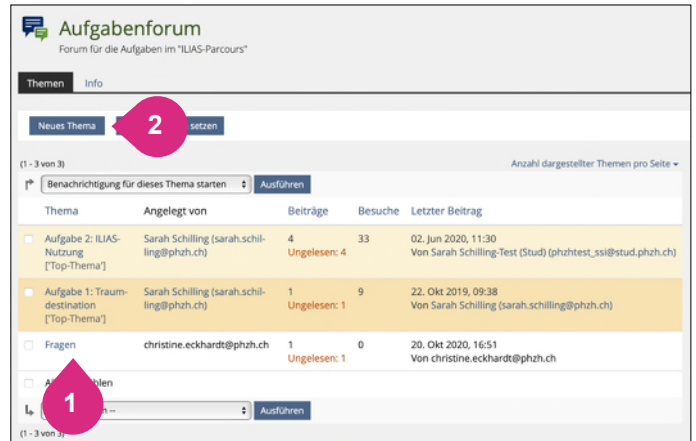 Aufgabenforum
Forum für die Aufgaben im "ILIAS-Parcours"
Themen Info
Neues Thema 2 setzen
(1 - 3 von 3) Anzahl dargestellter Themen pro Seite
Benachrichtigung für dieses Thema starten Ausführen
Thema Angelegt von Beiträge Besuche Letzter Beitrag
Aufgabe 2: ILIAS- Sarah Schilling (sarah.schil- 4 33 02. Jun 2020, 11:30
Nutzung ling@phzh.ch) Ungelesen: 4 Von Sarah Schilling-Test (Stud) (phzhtest_ssi@stud.phzh.ch)
['Top-Thema']
Aufgabe 1: Traum- Sarah Schilling (sarah.schil- 1 9 22. Okt 2019, 09:38
destination ling@phzh.ch) Ungelesen: 1 Von Sarah Schilling (sarah.schilling@phzh.ch)
['Top-Thema']
Fragen christine.eckhardt@phzh.ch 1 0 20. Okt 2020, 16:51
Ungelesen: 1 Von christine.eckhardt@phzh.ch
1
Ausführen
(1 - 3 von 3)